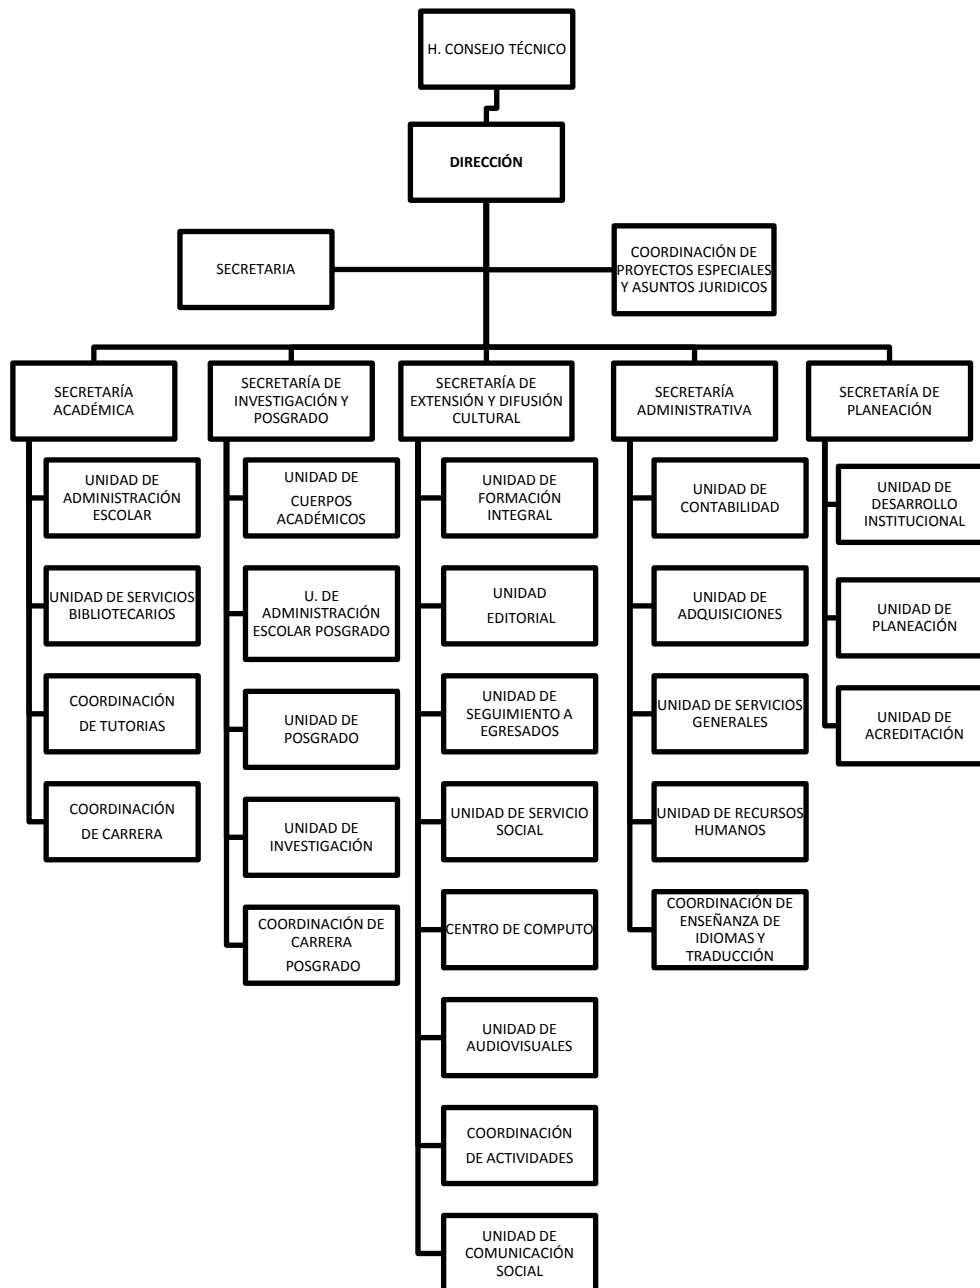 H. CONSEJO TÉCNICO
DIRECCIÓN
SECRETARIA
COORDINACIÓN DE
PROYECTOS ESPECIALES
Y ASUNTOS JURIDICOS
SECRETARÍA
ACADÉMICA
SECRETARÍA DE
INVESTIGACIÓN Y
POSGRADO
SECRETARÍA DE
EXTENSIÓN Y DIFUSIÓN
CULTURAL
SECRETARÍA
ADMINISTRATIVA
SECRETARÍA DE
PLANEACIÓN
UNIDAD DE
ADMINISTRACIÓN
ESCOLAR
UNIDAD DE SERVICIOS
BIBLIOTECARIOS
COORDINACIÓN
DE TUTORIAS
COORDINACIÓN
DE CARRERA
UNIDAD DE
CUERPOS
ACADÉMICOS
U. DE
ADMINISTRACIÓN
ESCOLAR POSGRADO
UNIDAD DE
POSGRADO
UNIDAD DE
INVESTIGACIÓN
COORDINACIÓN DE
CARRERA
POSGRADO
UNIDAD DE
FORMACIÓN
INTEGRAL
UNIDAD
EDITORIAL
UNIDAD DE
SEGUIMIENTO A
EGRESADOS
UNIDAD DE SERVICIO
SOCIAL
CENTRO DE COMPUTO
UNIDAD DE
AUDIOVISUALES
COORDINACIÓN
DE ACTIVIDADES
UNIDAD DE
COMUNICACIÓN
SOCIAL
UNIDAD DE
CONTABILIDAD
UNIDAD DE
ADQUISICIONES
UNIDAD DE SERVICIOS
GENERALES
UNIDAD DE RECURSOS
HUMANOS
COORDINACIÓN DE
ENSEÑANZA DE
IDIOMAS Y
TRADUCCIÓN
UNIDAD DE
DESARROLLO
INSTITUCIONAL
UNIDAD DE
PLANEACIÓN
UNIDAD DE
ACREDITACIÓN